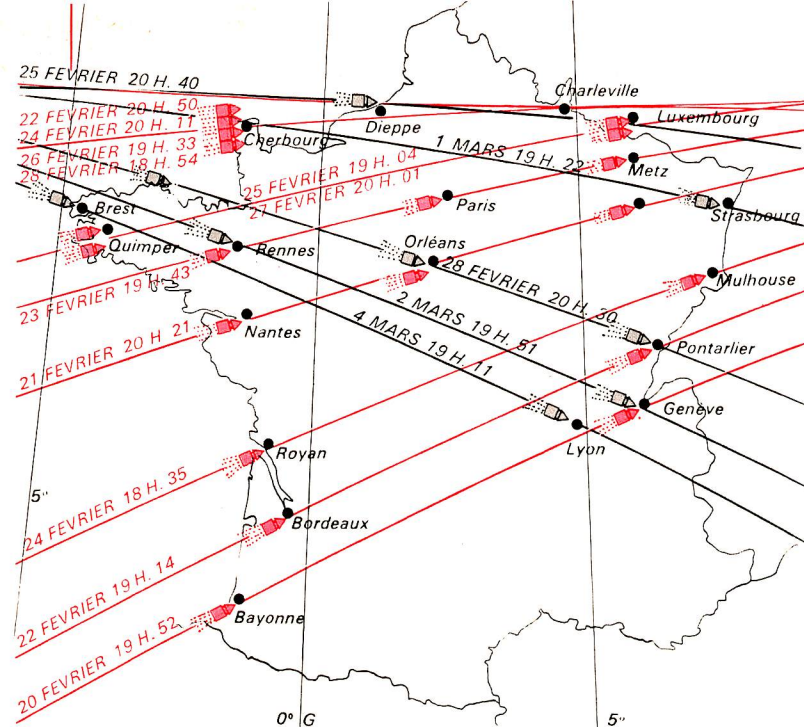 25 FEVRIER 20 H. 40
22 FEVRIER 20 H. 50
24 FEVRIER 20 H. 11
26 FEVRIER 19 H. 33
28 FEVRIER 18 H. 54
Cherbourg
Dieppe
Charleville
Luxembourg
1 MARS 19 H. 22
25 FEVRIER 19 H. 04
27 FEVRIER 20 H. 01
Metz
Paris
Strasbourg
Brest
Quimper
Rennes
Orléans
23 FEVRIER 19 H. 43
28 FEVRIER 20 H. 30
Mulhouse
21 FEVRIER 20 H 21
Nantes
2 MARS 19 H. 51
4 MARS 19 H. 11
Pontarlier
Genève
Lyon
Royan
5°
24 FEVRIER 18 H. 35
Bordeaux
22 FEVRIER 19 H. 14
Bayonne
20 FEVRIER 19 H. 52
0° G
5°